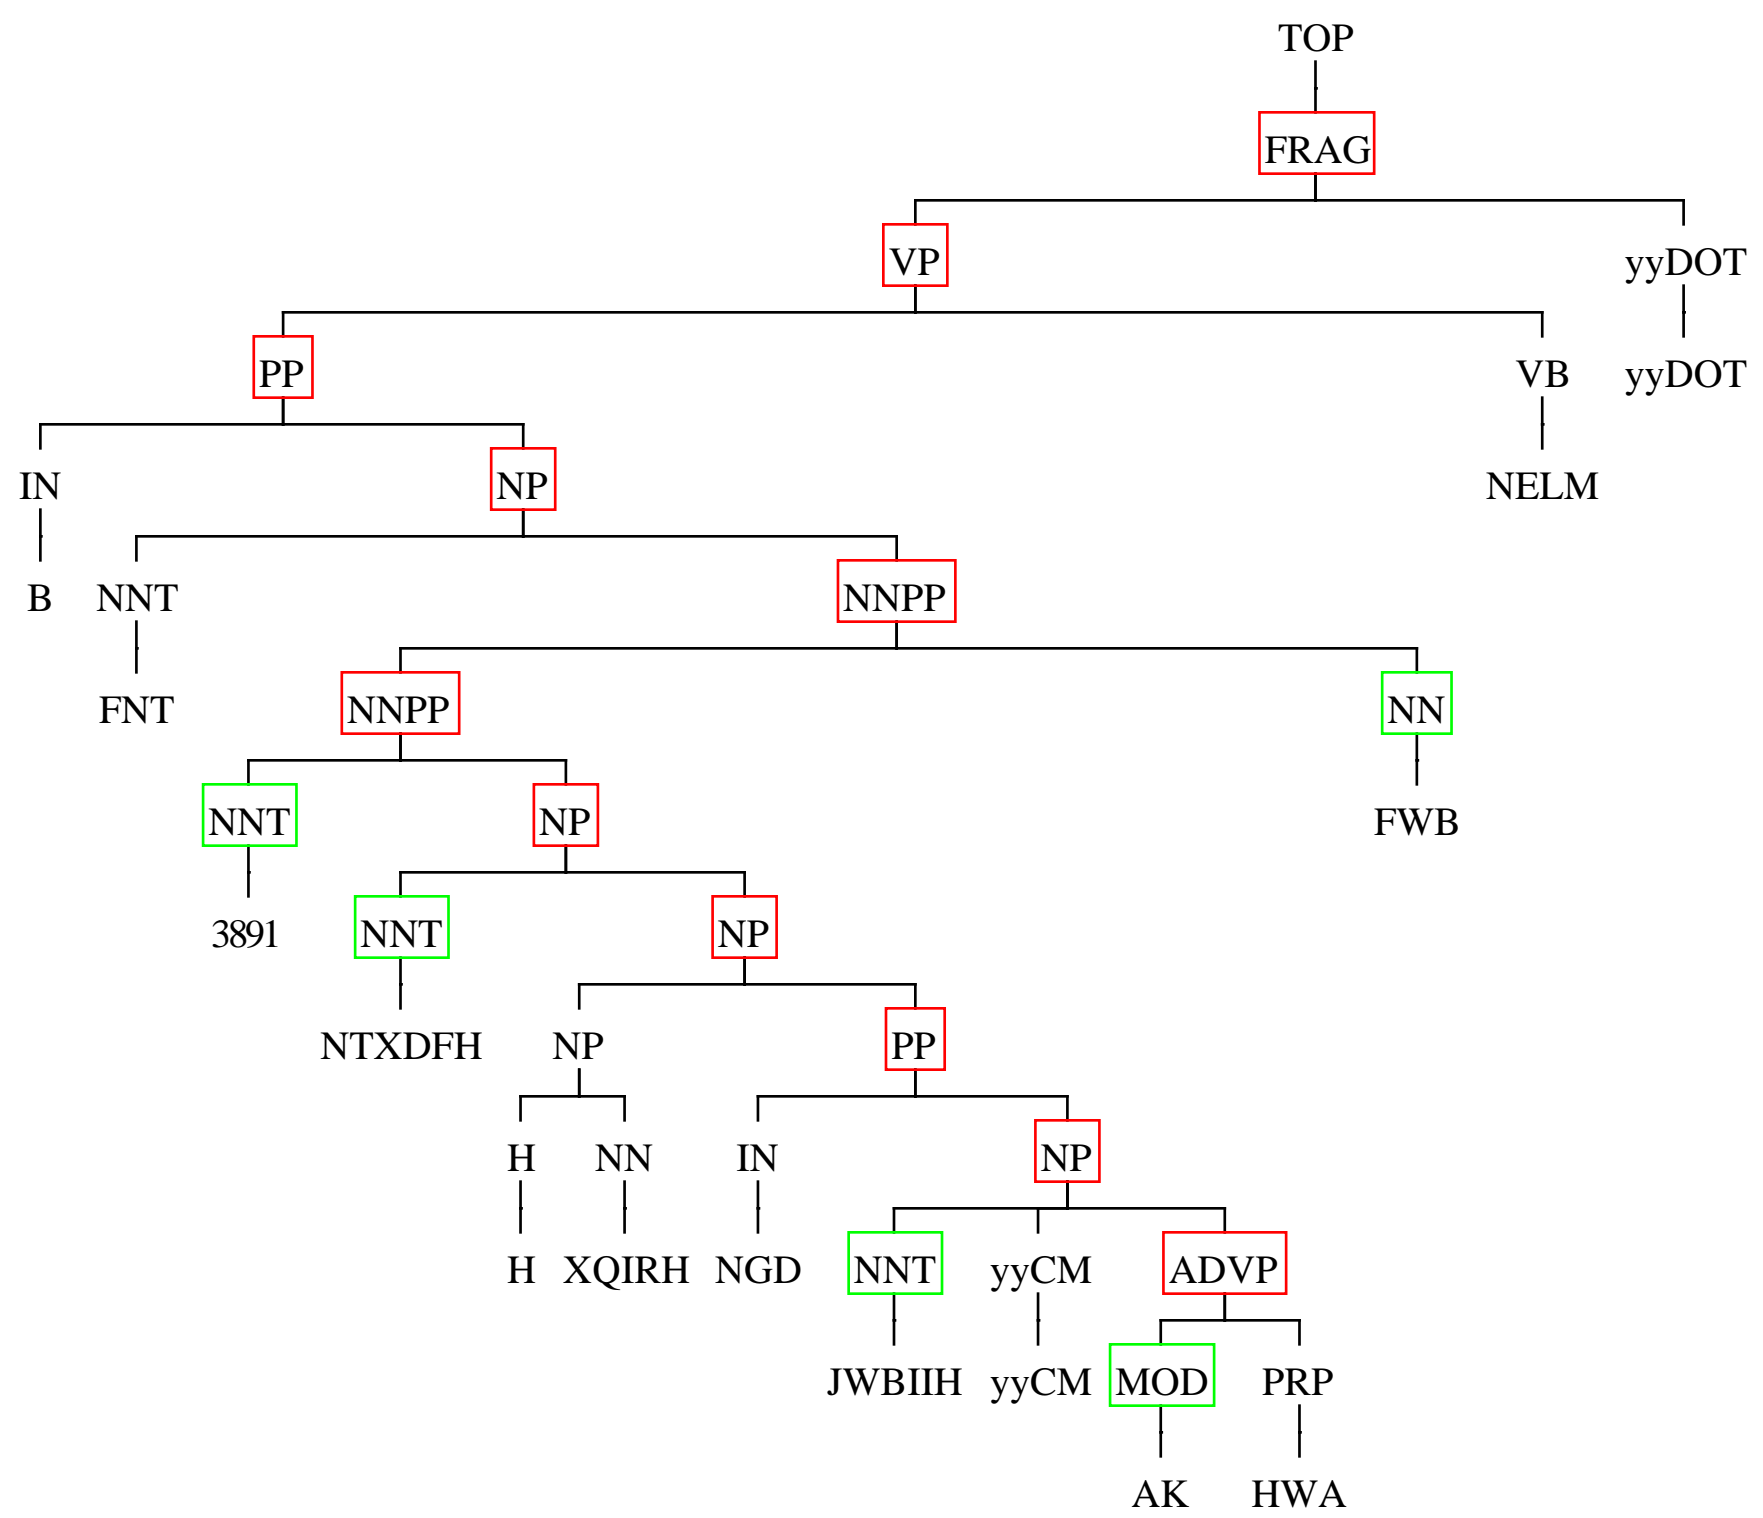 TOP
FRAG
VP yyDOT
PP VB yyDOT
IN NP NELM
B NNT NNPP
FNT NNPP NN
NNT NP FWB
3891 NNT NP
NTXDFH NP PP
H NN IN NP
H XQIRH NGD NNT yyCM ADVP
JWBIIH yyCM MOD PRP
AK HWA